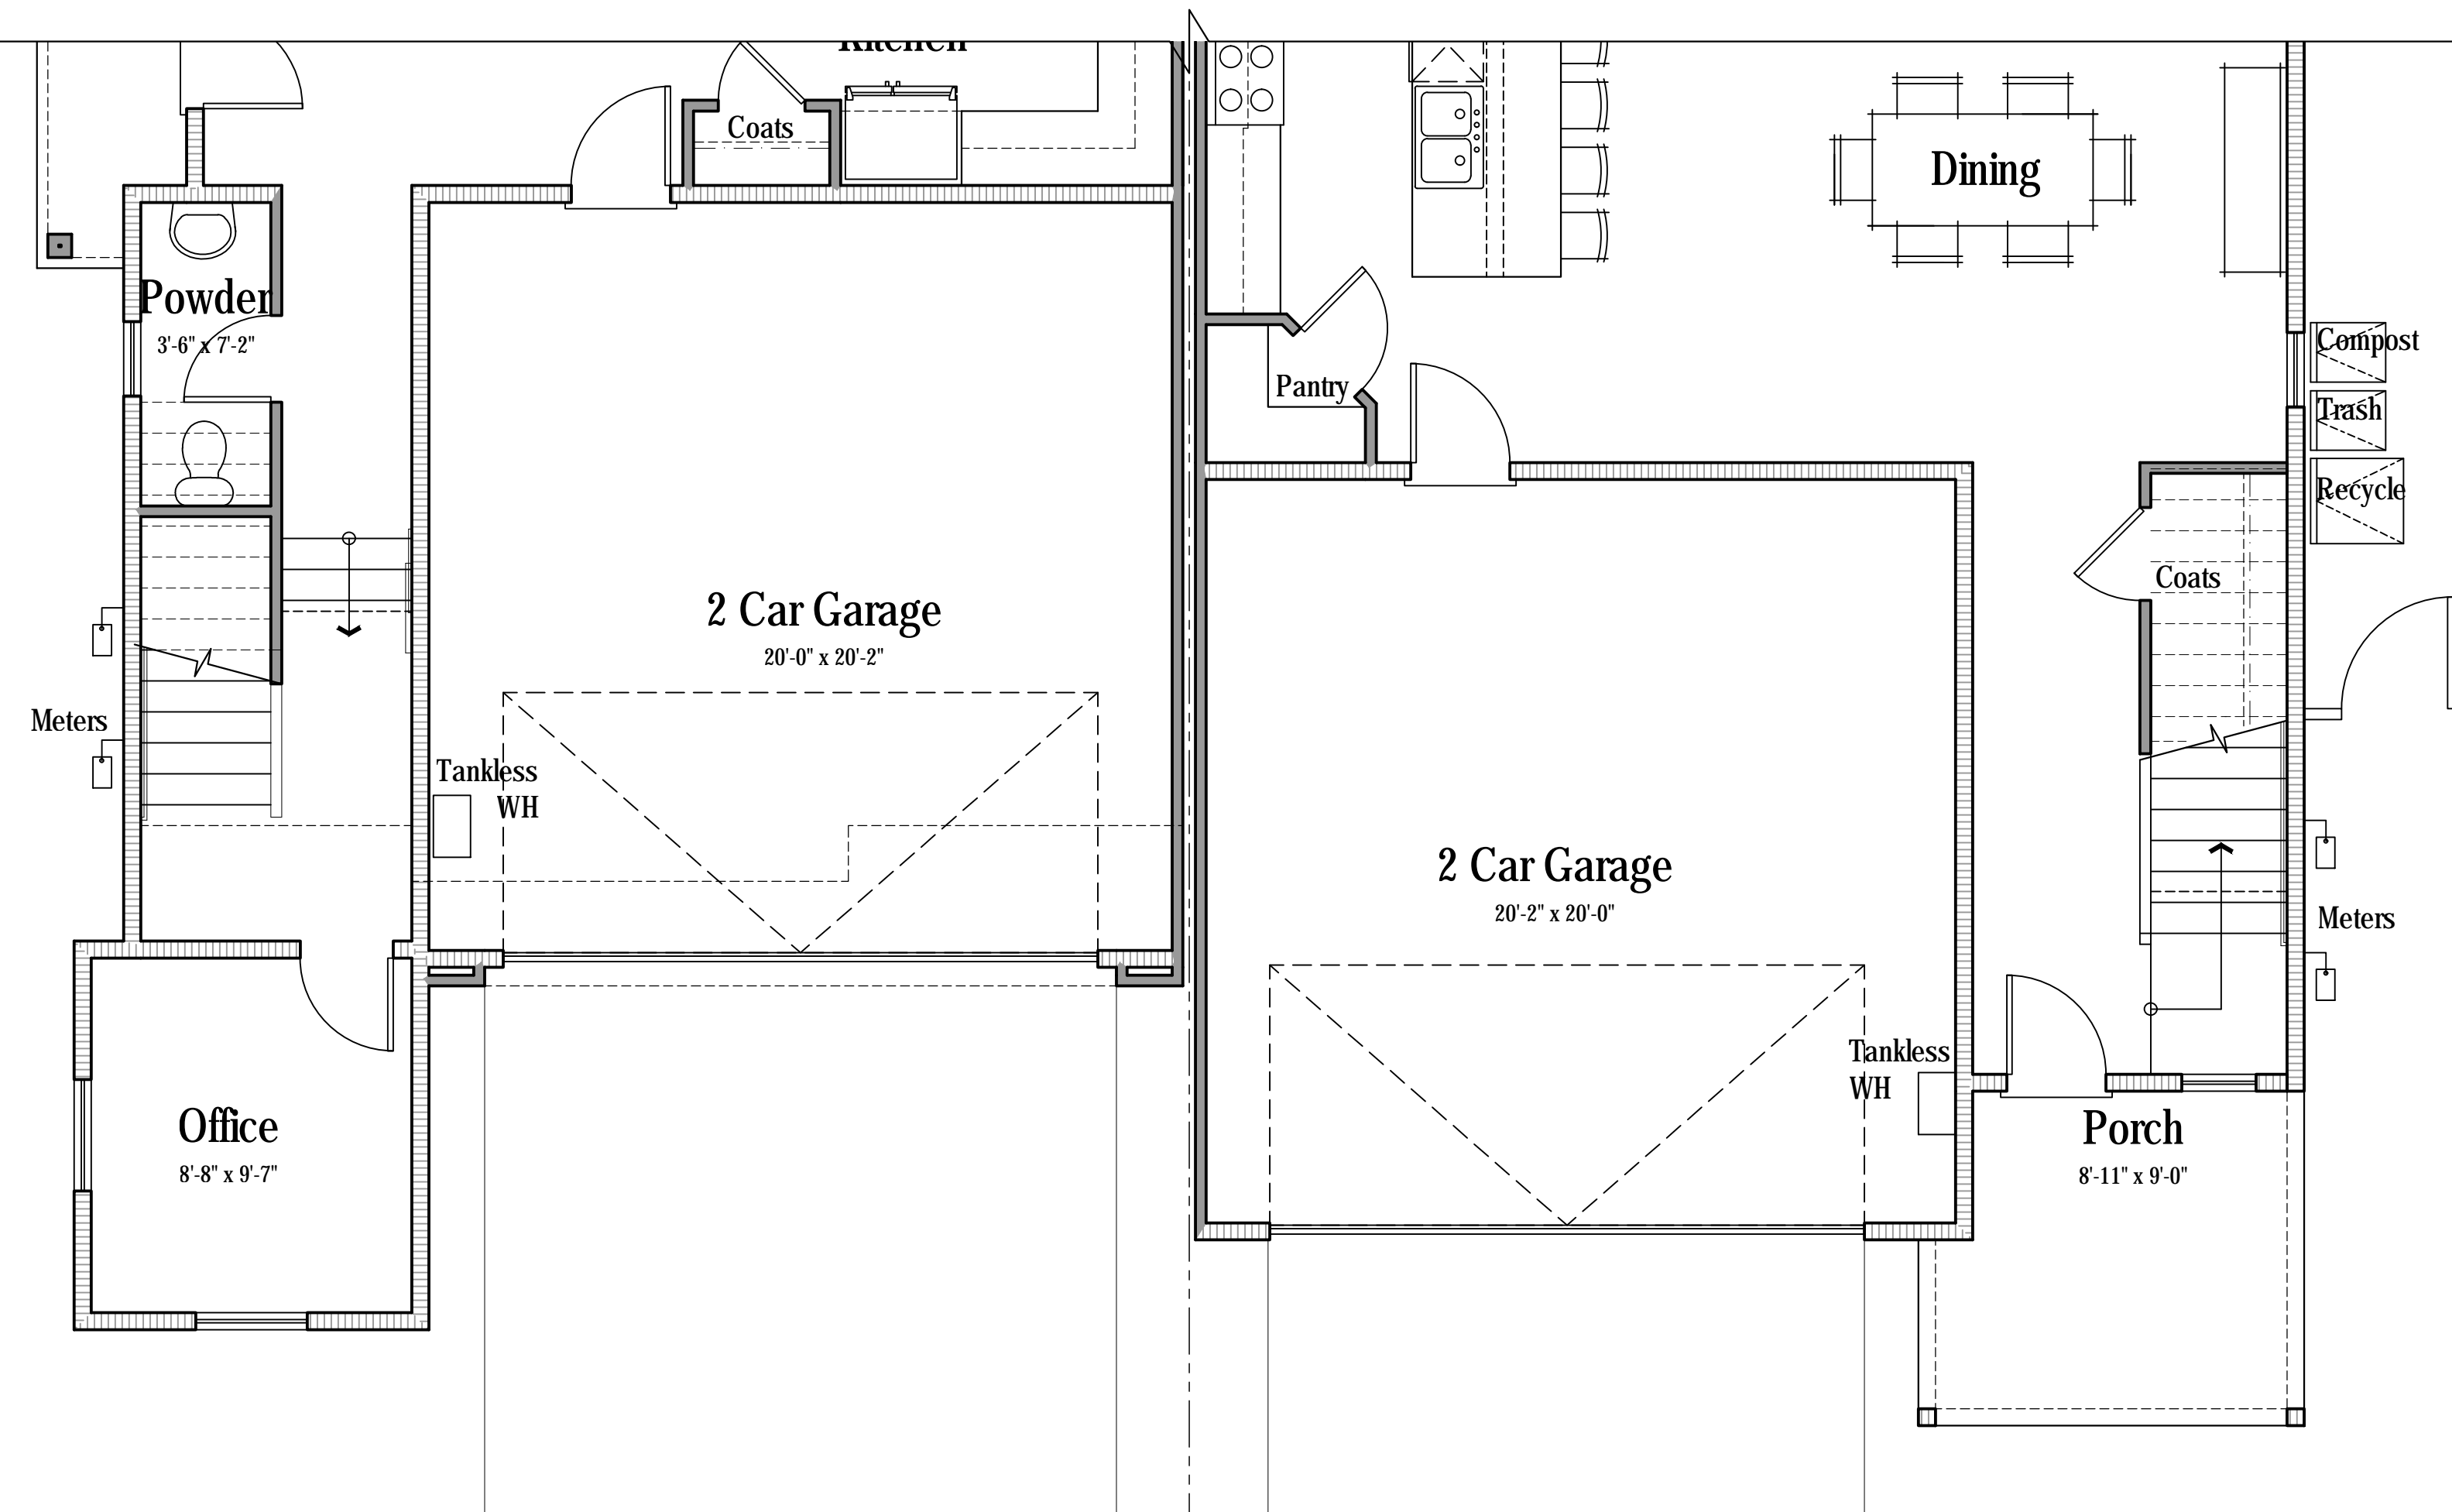 Kitchen
Coats
Dining
Powder
3'-6" x 7'-2"
Compost
Pantry
Trash
Recycle
Coats
2 Car Garage
20'-0" x 20'-2"
Meters
Tankless
WH
2 Car Garage
20'-2" x 20'-0"
Meters
Tankless
WH
Office
8'-8" x 9'-7"
Porch
8'-11" x 9'-0"